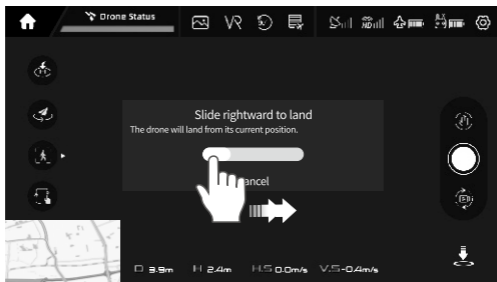 Drone Status
VR
HD
Slide rightward to land
The drone will land from its current position.
ancel
D 3.9m H 2.4m H.S 0.0m/s V.S -0.4m/s